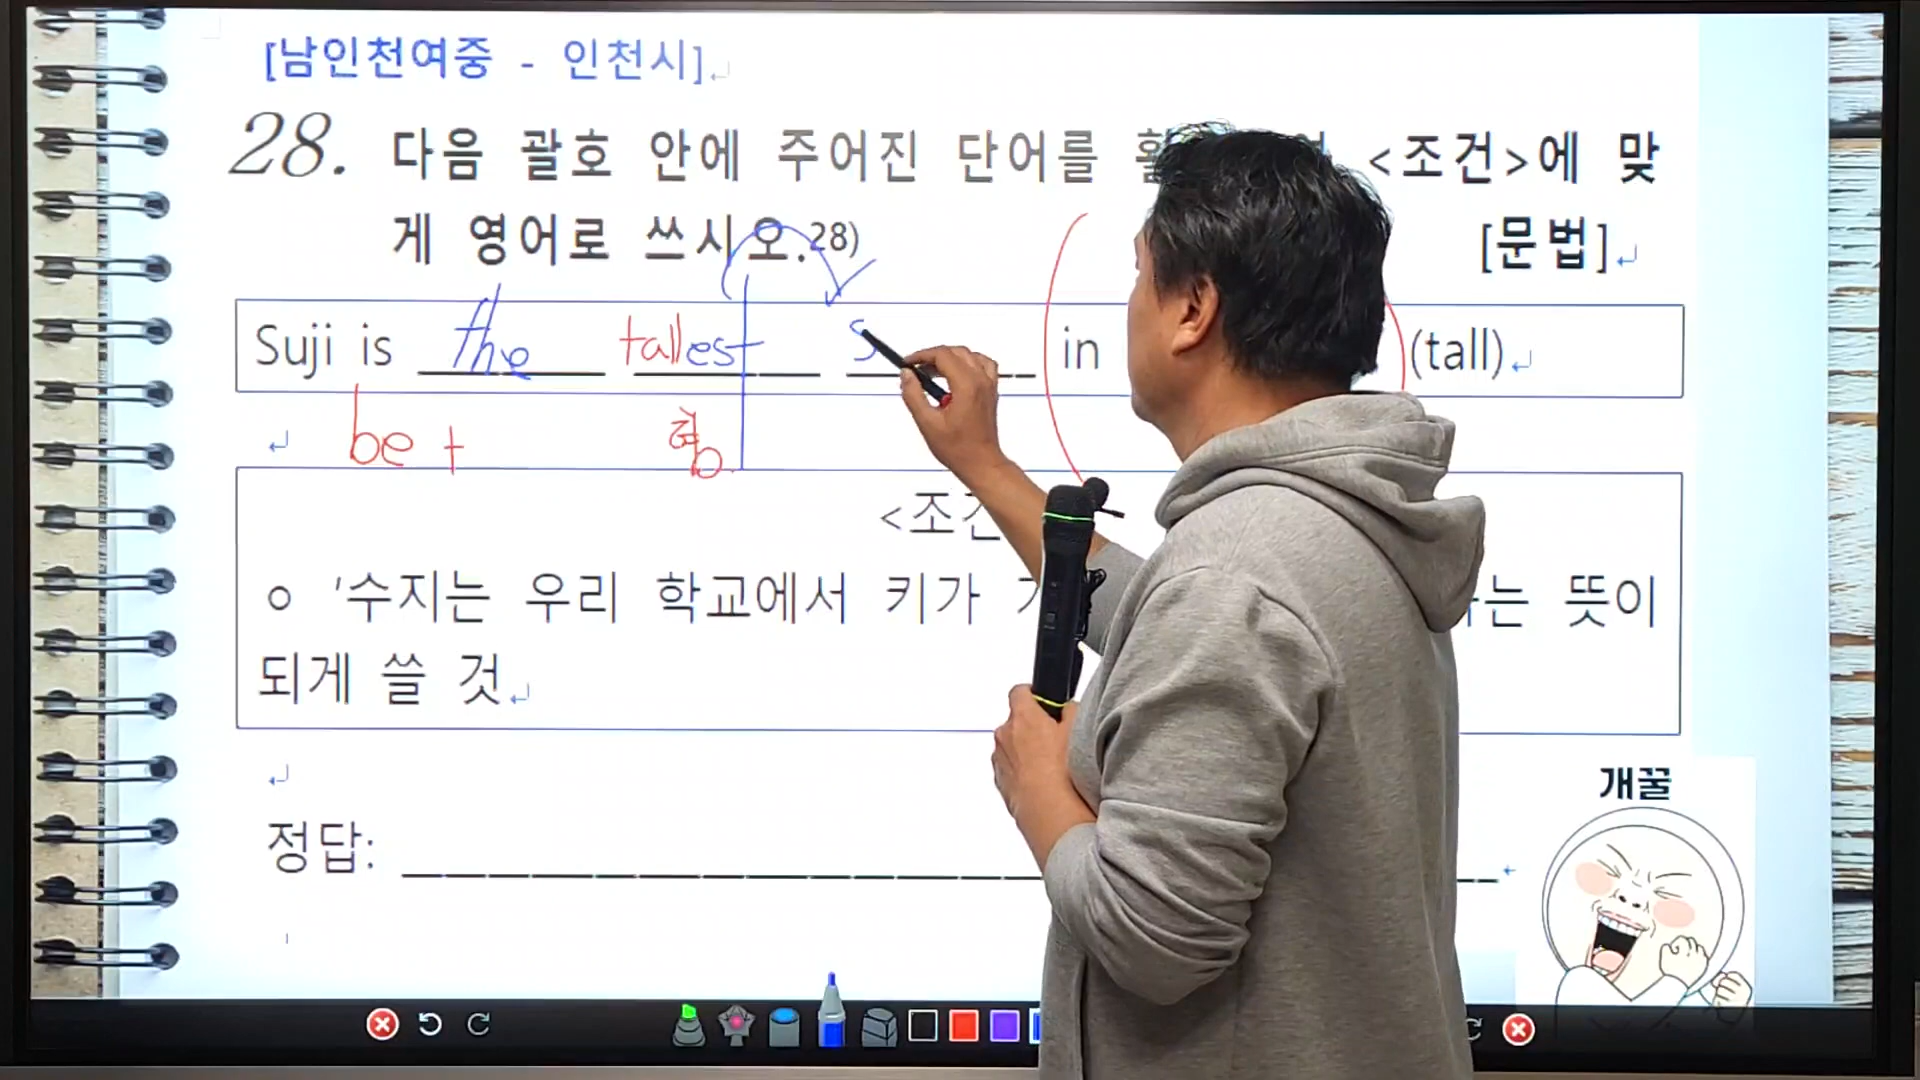 [남인천여중 - 인천시]
28. 다음 괄호 안에 주어진 단어를 <조건>에 맞
게 영어로 쓰시오.28) [문법]
Suji is the tallest S in (tall)
be + 형 b
<조건
○ '수지는 우리 학교에서 키가 는 뜻이
되게 쓸 것
개꿀
정답: